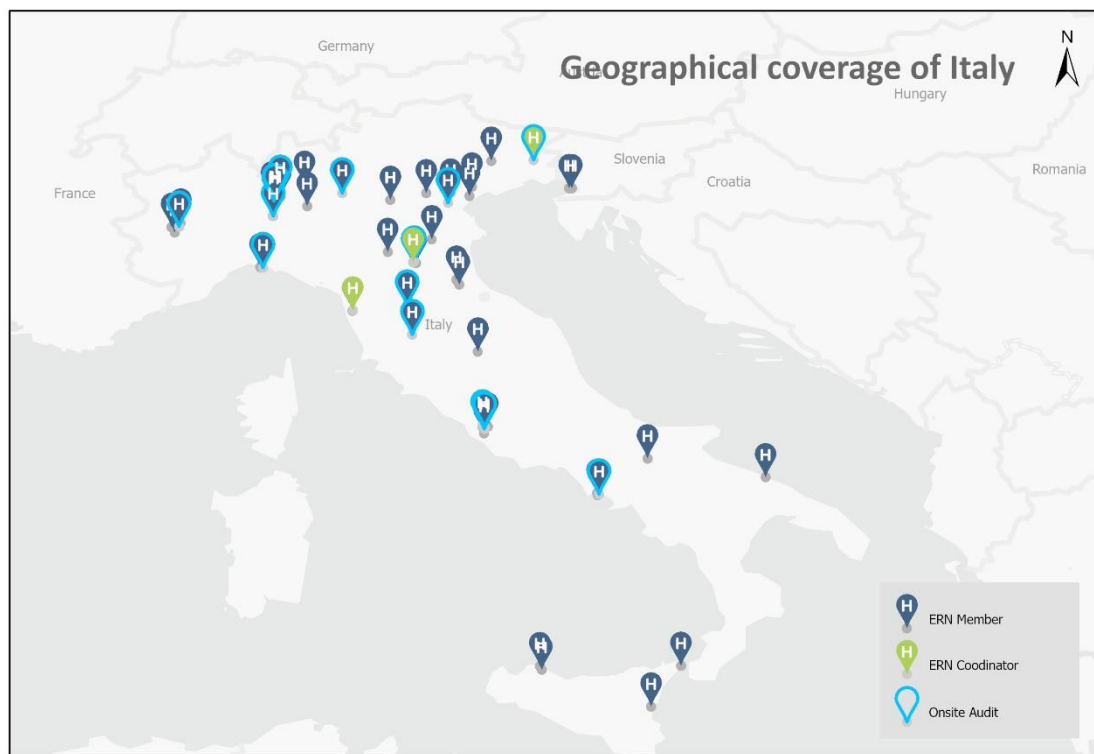 Germany
Geographical coverage of Italy
N
Hungary
Slovenia
Romania
France
Croatia
Italy
H ERN Member
H ERN Coodinator
Onsite Audit